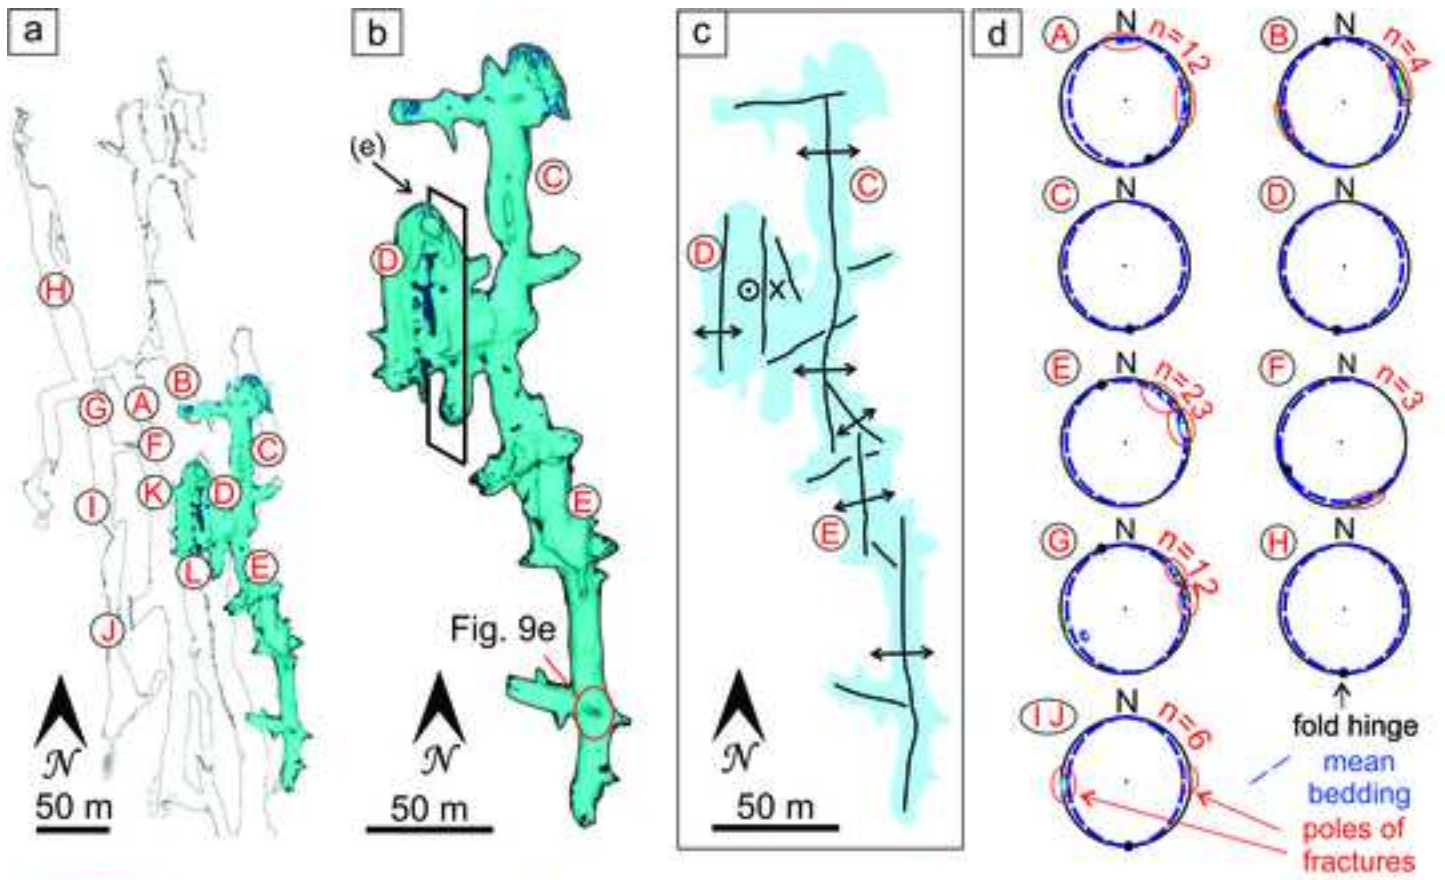 a
b
c
d
A
N
n=12
B
N
n=4
(e)
C
C
D
D
C
N
D
N
H
X
E
N
n=23
F
N
n=3
B
G
A
F
C
K
D
I
E
E
L
E
G
N
n=12
H
N
J
Fig. 9e
I J
N
n=6
fold hinge
mean
bedding
poles of
fractures
N
50 m
N
50 m
N
50 m